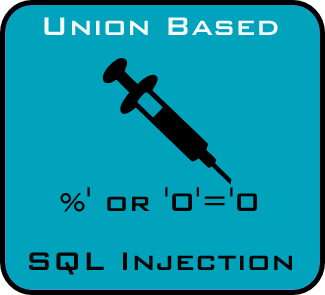 Union Based
%' or '0'='0
SQL Injection